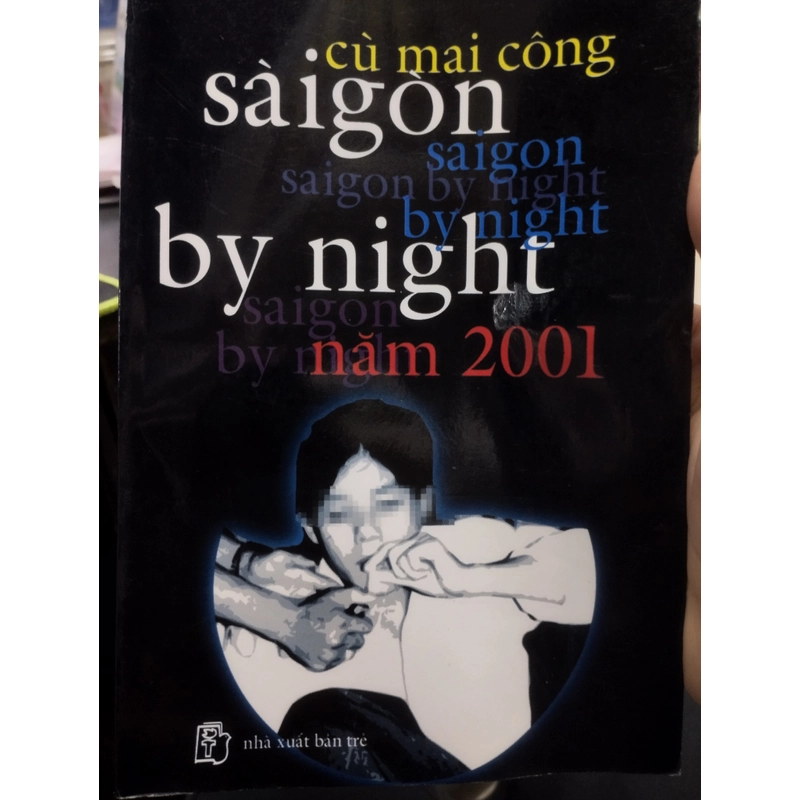 cù mai công
sàigòn
saigon
saigon by night
by night
by night
saigon
by nigh
năm 2001
nhà xuất bản trẻ